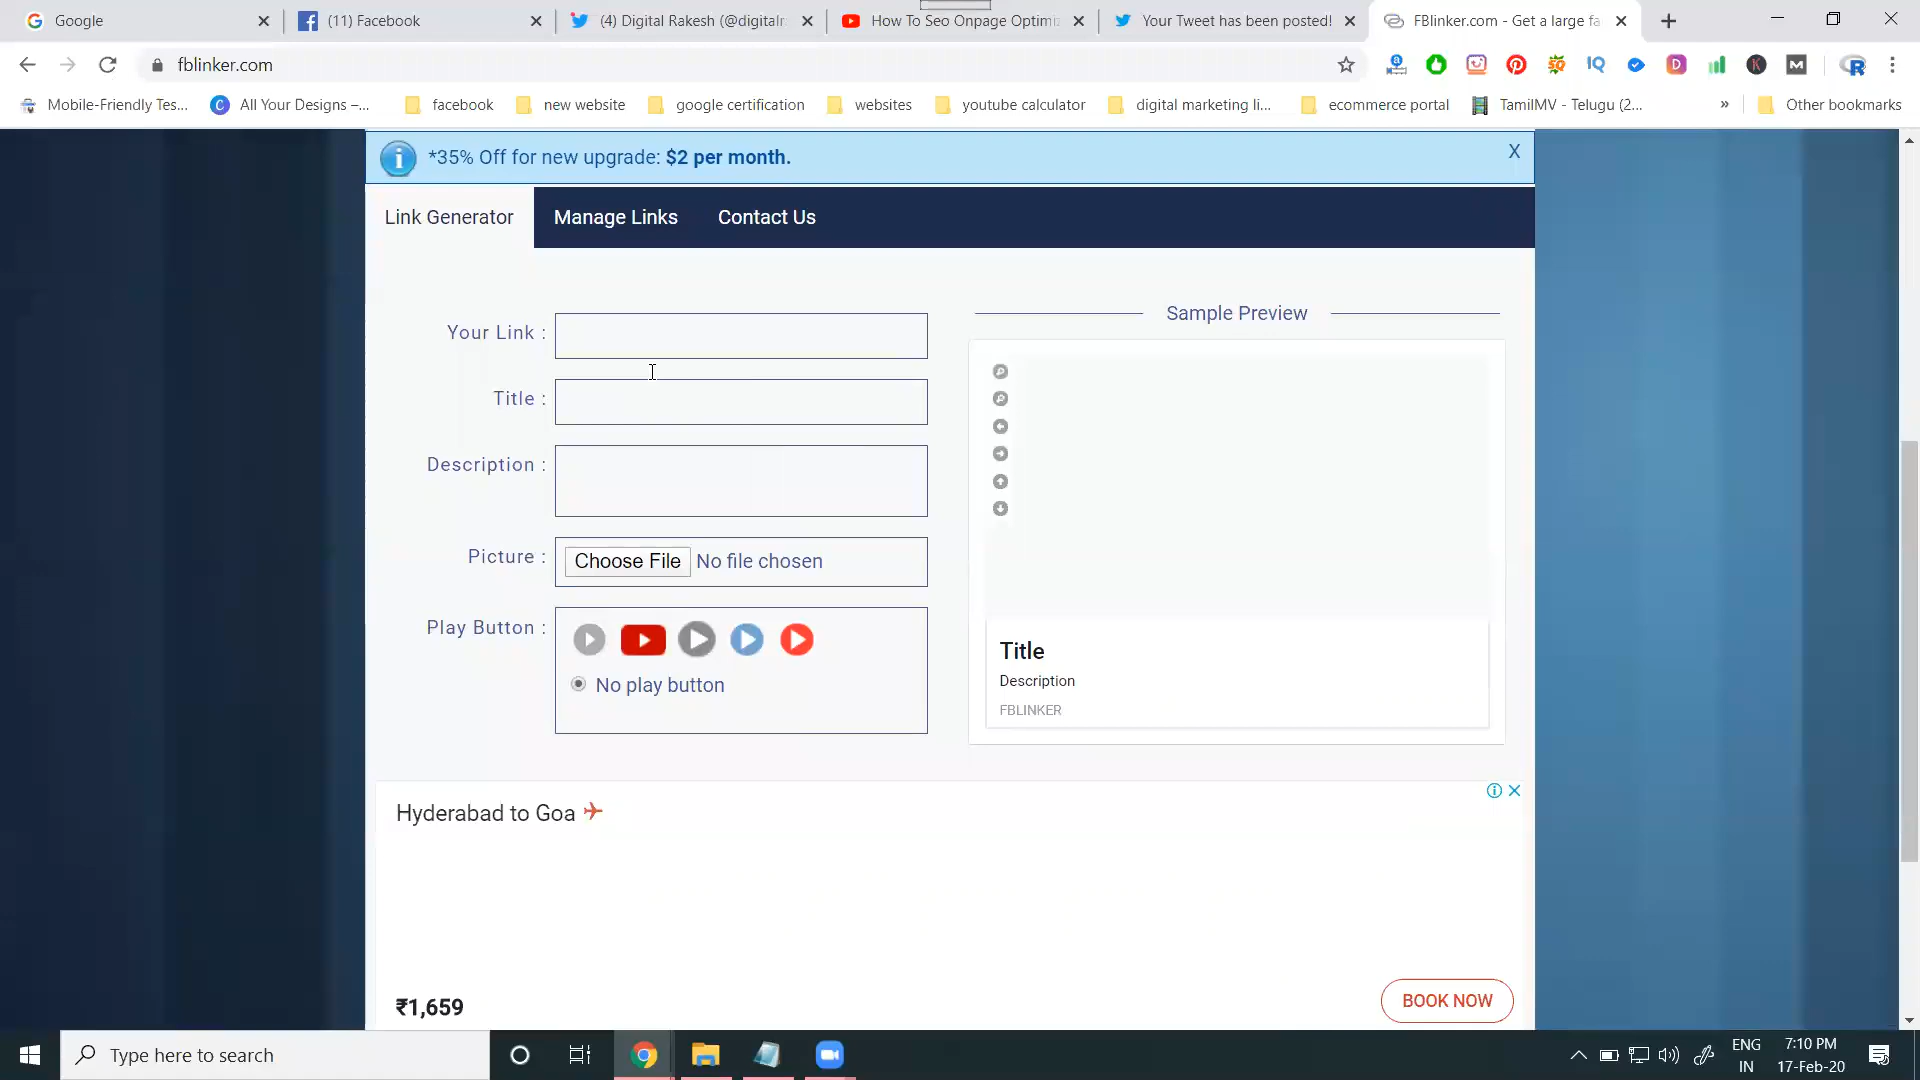 Google
(11) Facebook
(4) Digital Rakesh (@digitalr
How To Seo Onpage Optimiz
Your Tweet has been posted!
FBlinker.com - Get a large fa
fblinker.com
Mobile-Friendly Tes...
All Your Designs –...
facebook
new website
google certification
websites
youtube calculator
digital marketing li...
ecommerce portal
TamilMV - Telugu (2...
»
Other bookmarks
*35% Off for new upgrade: $2 per month.
X
Link Generator
Manage Links
Contact Us
Your Link :
Title :
Description :
Picture :
Choose File No file chosen
Play Button :
No play button
Sample Preview
Title
Description
FBLINKER
Hyderabad to Goa
₹1,659
BOOK NOW
Type here to search
ENG
IN
7:10 PM
17-Feb-20